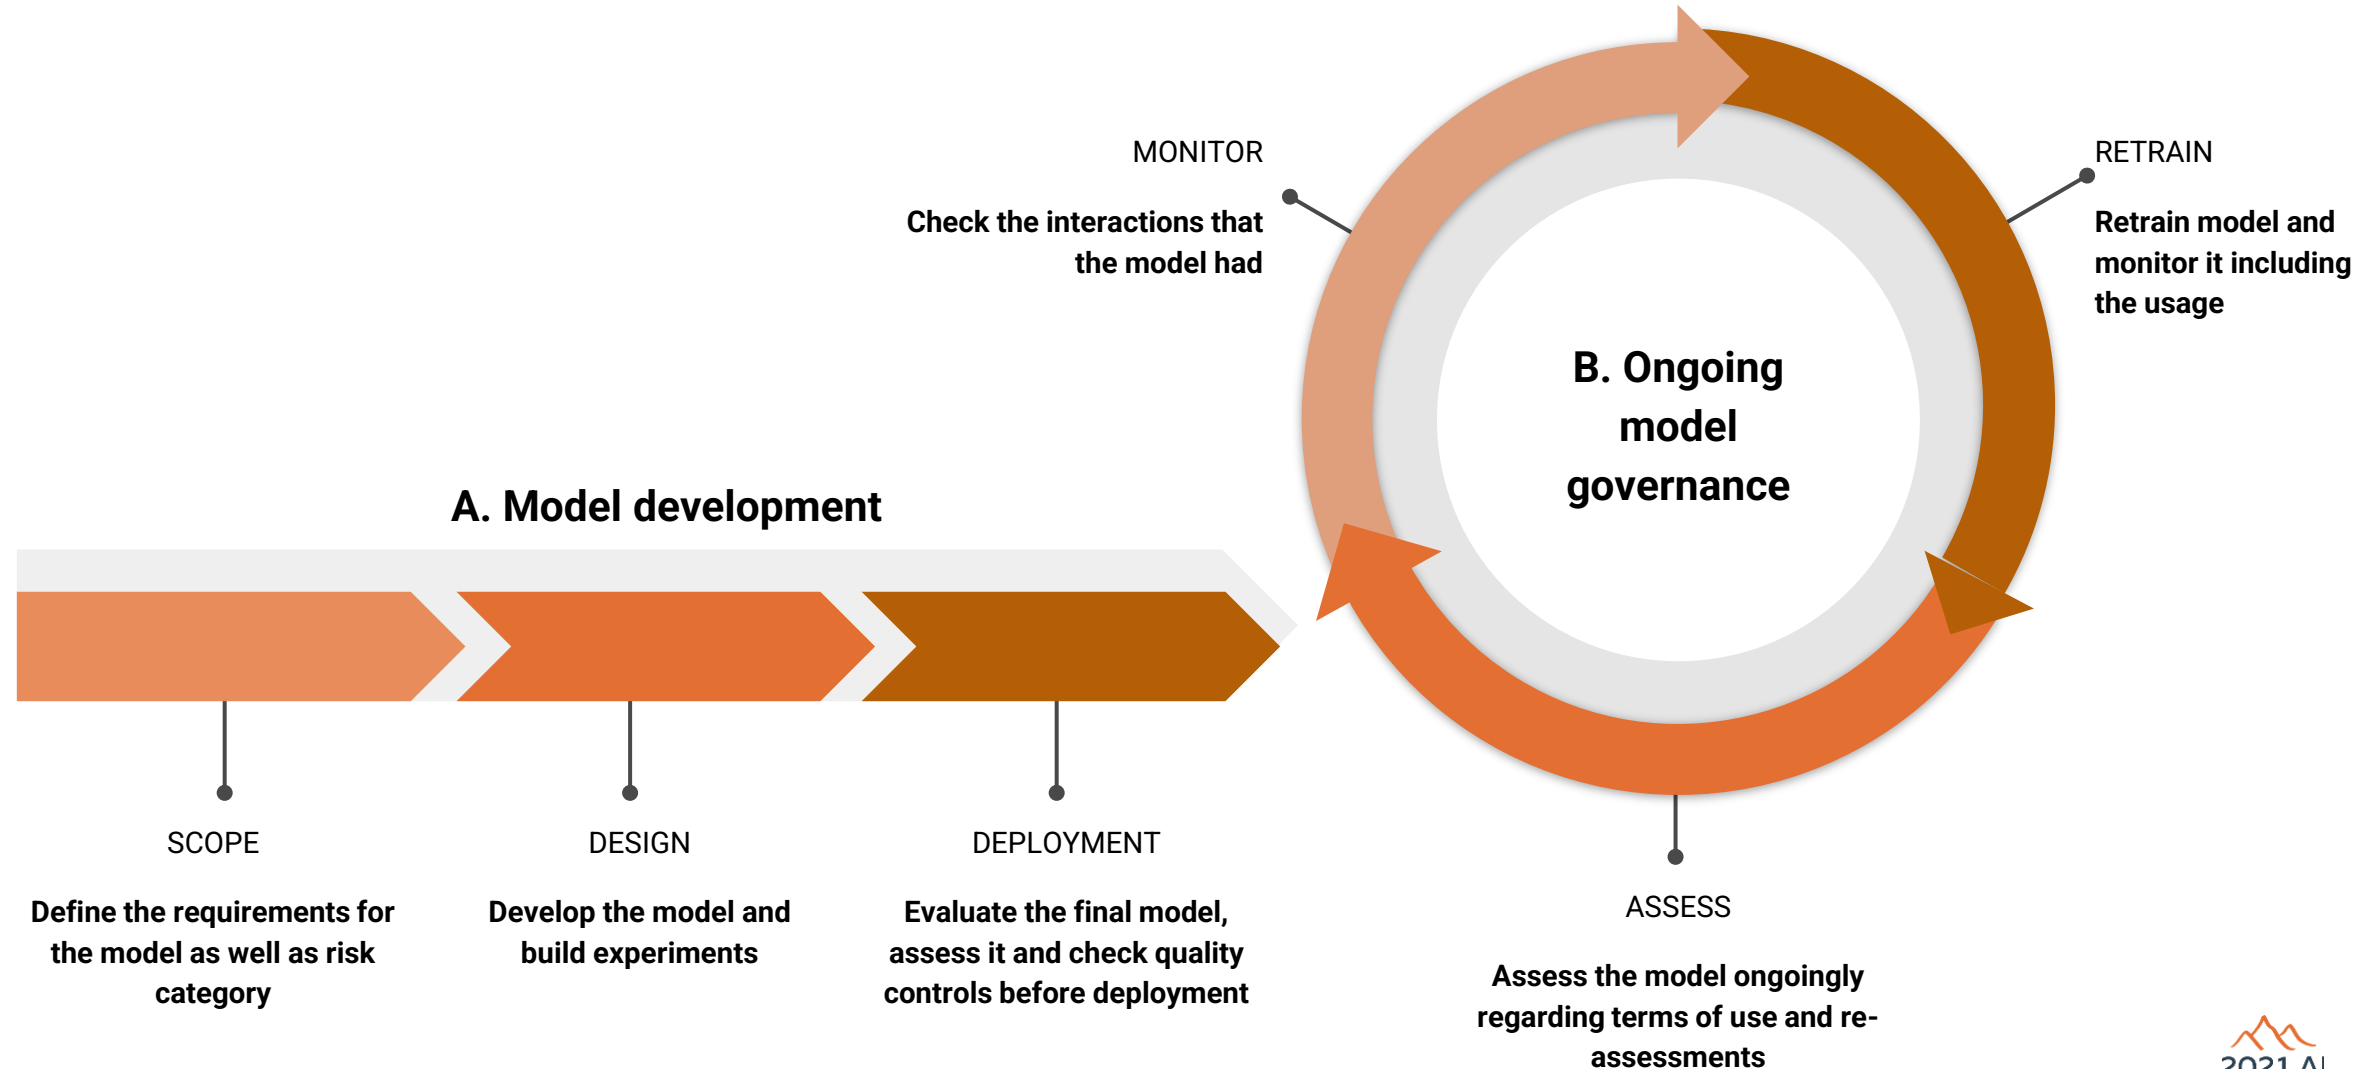 MONITOR
Check the interactions that
the model had
RETRAIN
Retrain model and
monitor it including
the usage
B. Ongoing
model
governance
A. Model development
SCOPE
Define the requirements for
the model as well as risk
category
DESIGN
Develop the model and
build experiments
DEPLOYMENT
Evaluate the final model,
assess it and check quality
controls before deployment
ASSESS
Assess the model ongoingly
regarding terms of use and re-
assessments
2021.AI